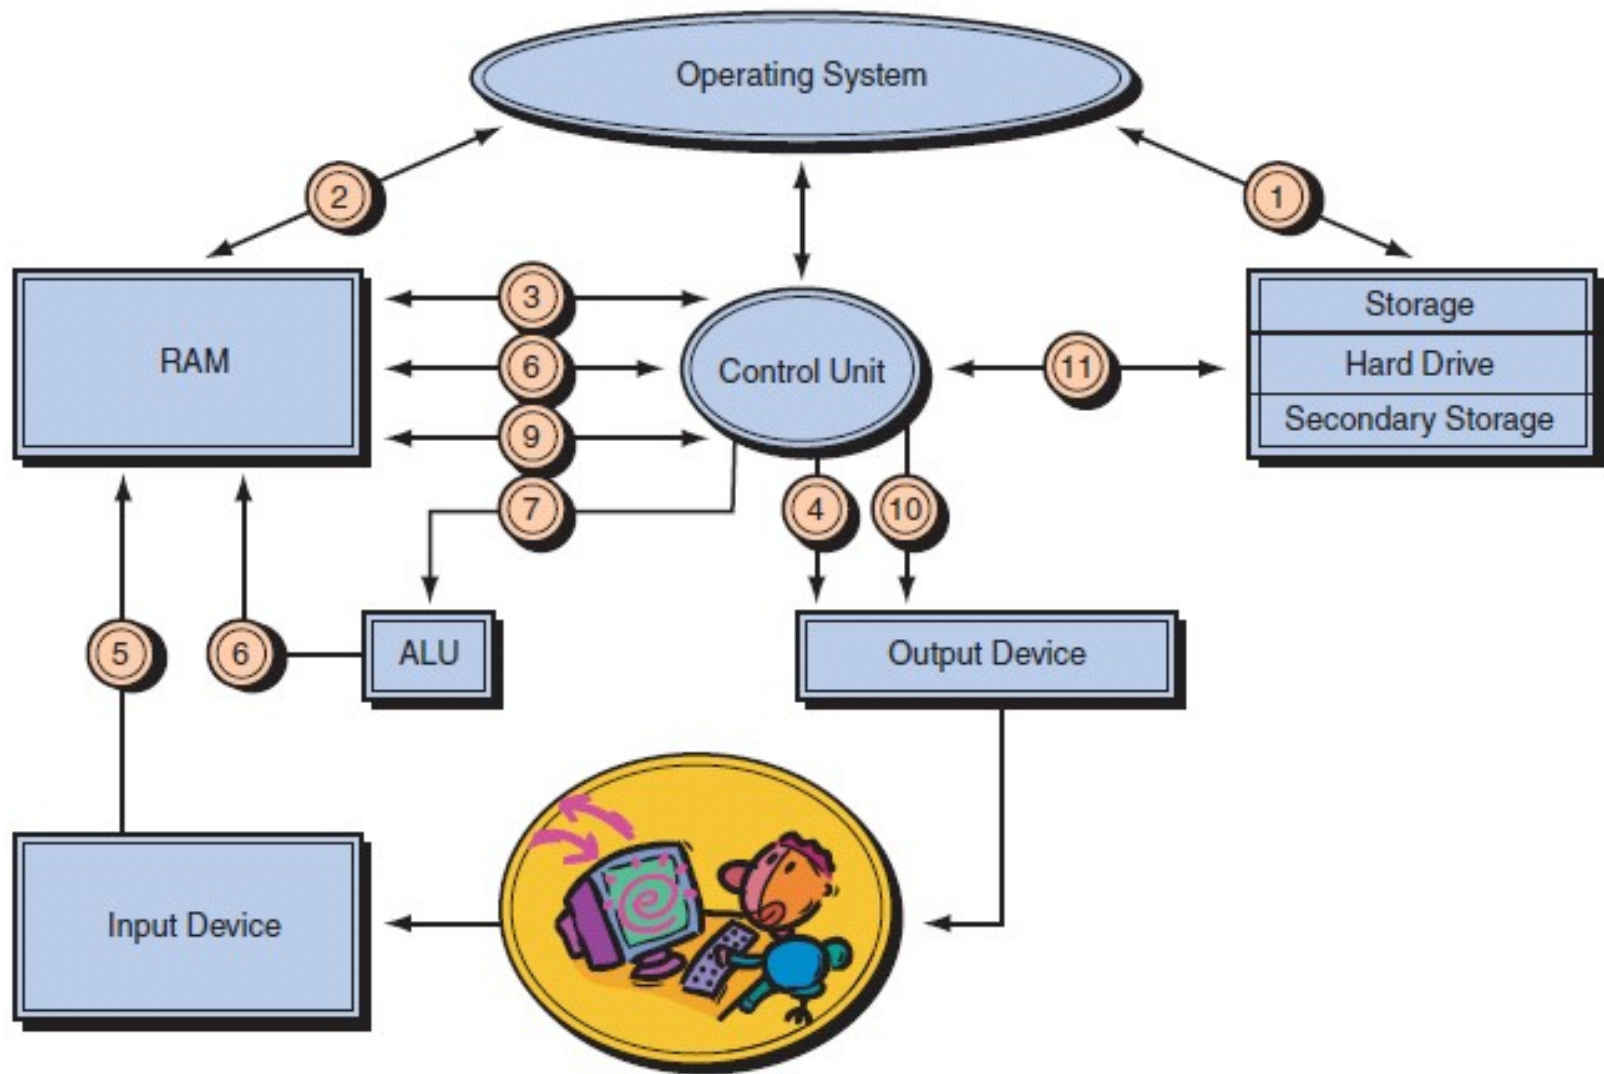 Operating System
2
1
3
Storage
RAM
6
Control Unit
11
Hard Drive
9
Secondary Storage
7
4
10
5
6
ALU
Output Device
Input Device